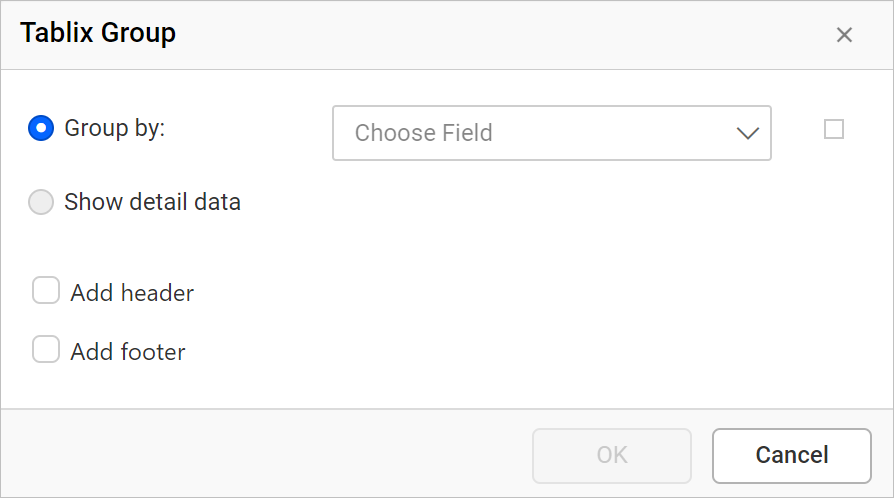 Tablix Group
Group by:
Choose Field
Show detail data
Add header
Add footer
OK
Cancel